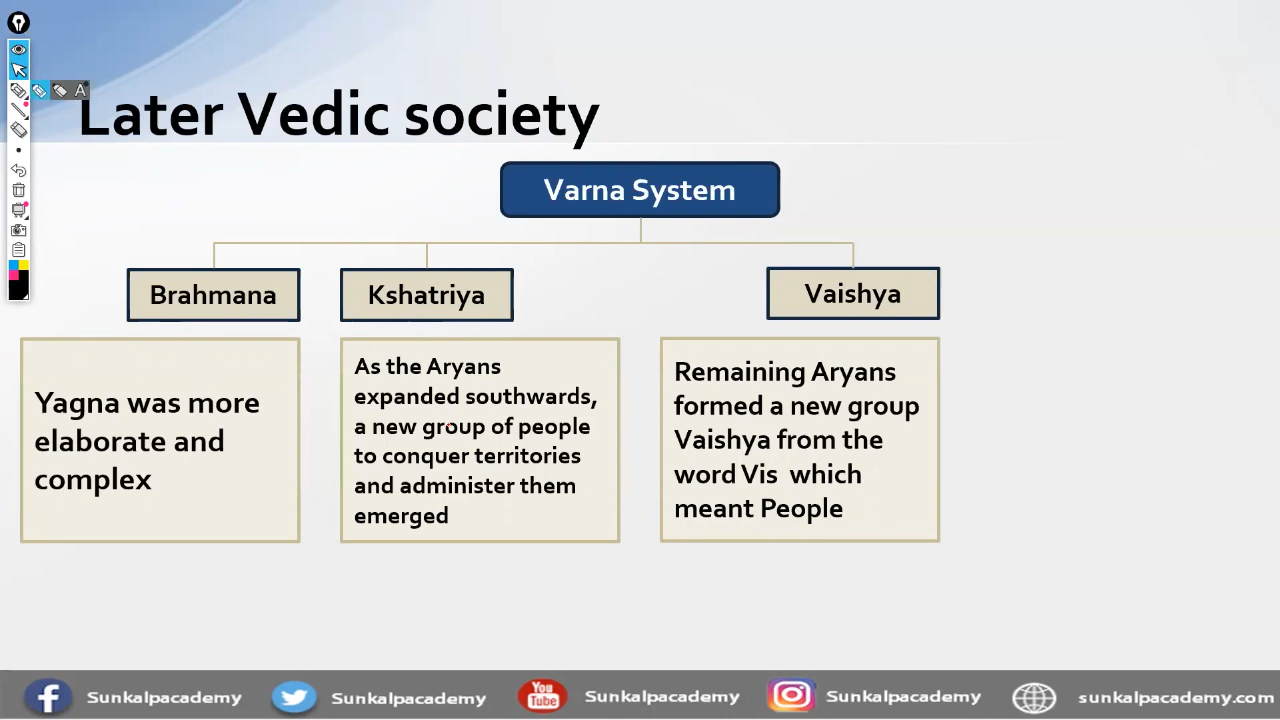 Later Vedic society
Varna System
Brahmana
Kshatriya
Vaishya
Yagna was more
elaborate and
complex
As the Aryans
expanded southwards,
a new group of people
to conquer territories
and administer them
emerged
Remaining Aryans
formed a new group
Vaishya from the
word Vis which
meant People
A
Sunkalpacademy
Sunkalpacademy
You
Tube
Sunkalpacademy
Sunkalpacademy
sunkalpacademy.com